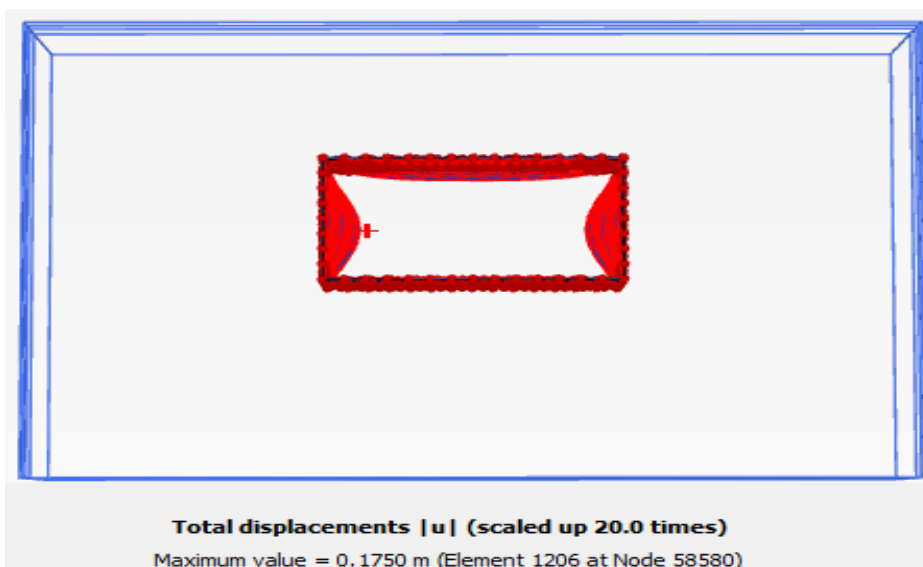 Total displacements |u| (scaled up 20.0 times)
Maximum value = 0.1750 m (Element 1206 at Node 58580)